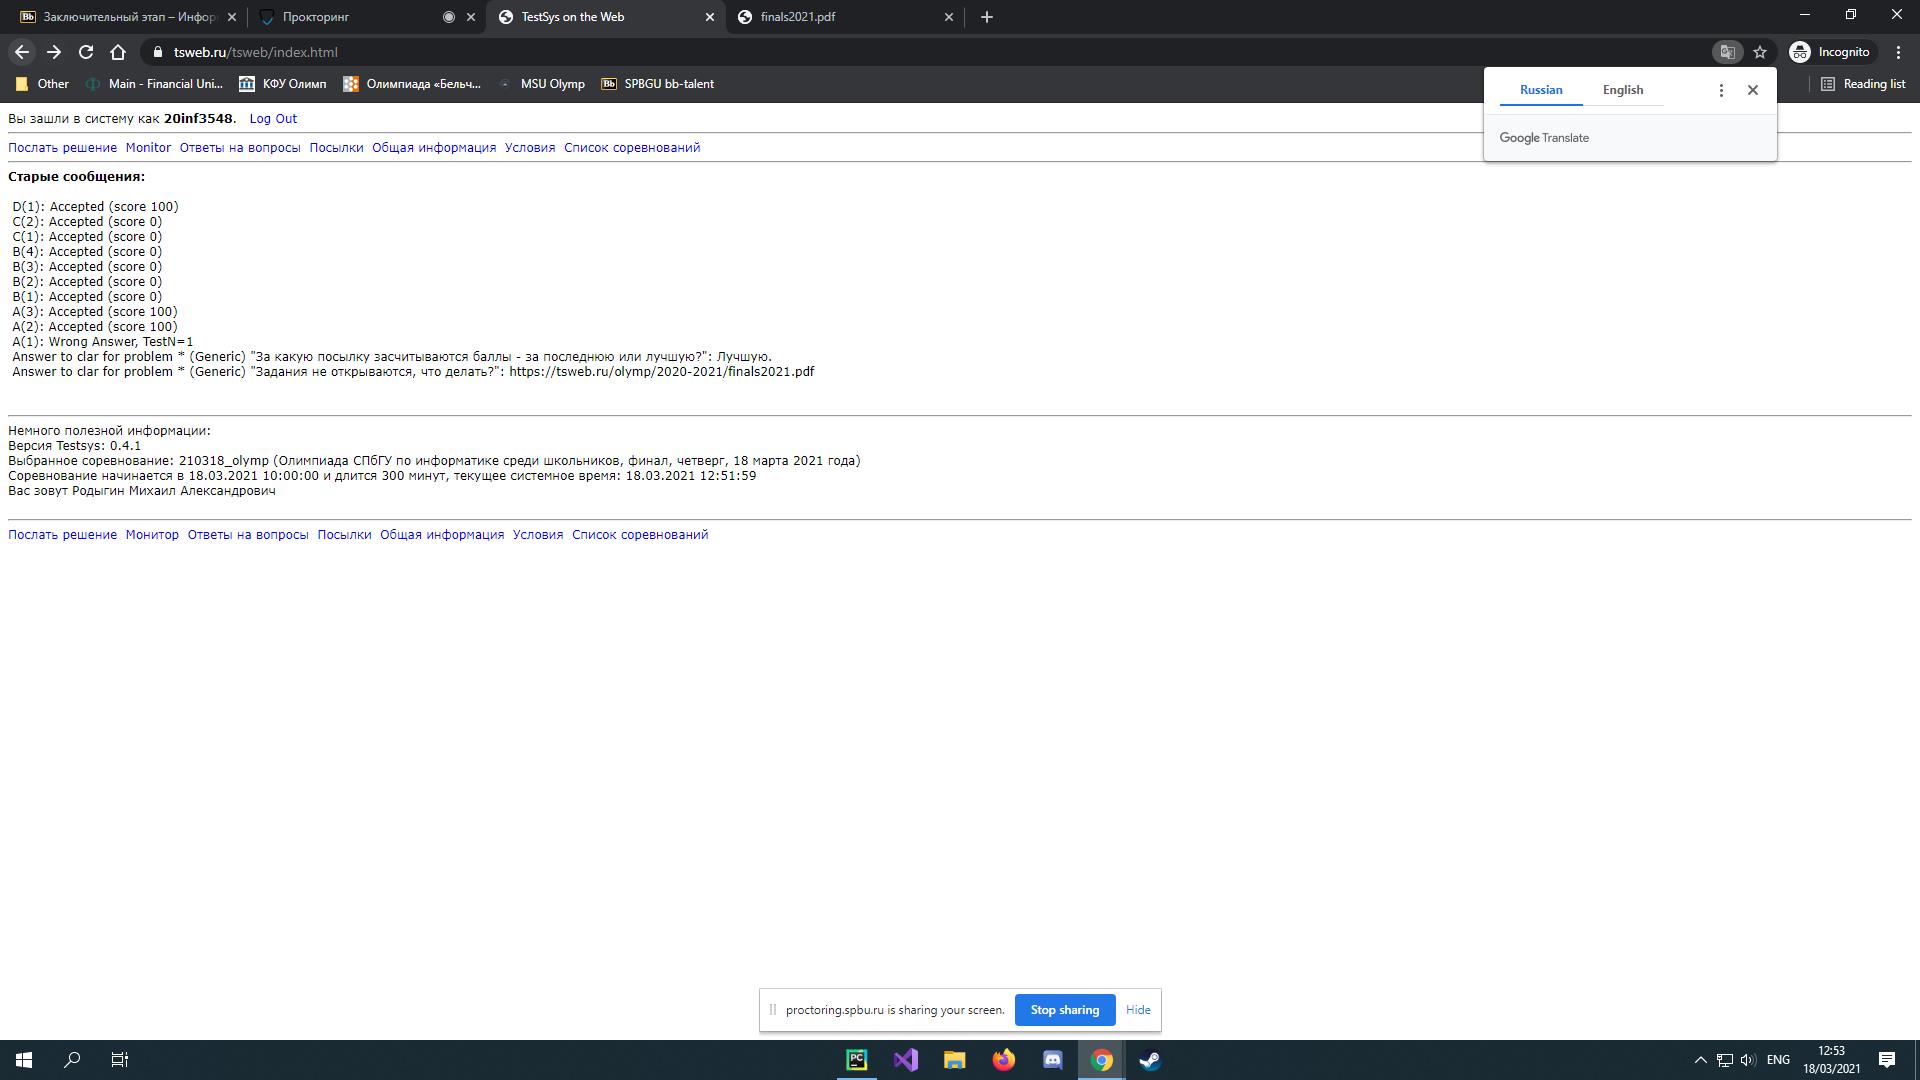 Заключительный этап – Инфор
Прокторинг
TestSys on the Web
finals2021.pdf
tsweb.ru/tsweb/index.html
Incognito
Other
Main - Financial Uni...
КФУ Олимп
Олимпиада «Бельч...
MSU Olymp
SPBGU bb-talent
Reading list
Russian
English
Google Translate
Вы зашли в систему как 20inf3548. Log Out
Послать решение Monitor Ответы на вопросы Посылки Общая информация Условия Список соревнований
Старые сообщения:
D(1): Accepted (score 100)
C(2): Accepted (score 0)
C(1): Accepted (score 0)
B(4): Accepted (score 0)
B(3): Accepted (score 0)
B(2): Accepted (score 0)
B(1): Accepted (score 0)
A(3): Accepted (score 100)
A(2): Accepted (score 100)
A(1): Wrong Answer, TestN=1
Answer to clar for problem * (Generic) "За какую посылку засчитываются баллы - за последнюю или лучшую?": Лучшую.
Answer to clar for problem * (Generic) "Задания не открываются, что делать?": https://tsweb.ru/olymp/2020-2021/finals2021.pdf
Немного полезной информации:
Версия Testsys: 0.4.1
Выбранное соревнование: 210318_olymp (Олимпиада СПбГУ по информатике среди школьников, финал, четверг, 18 марта 2021 года)
Соревнование начинается в 18.03.2021 10:00:00 и длится 300 минут, текущее системное время: 18.03.2021 12:51:59
Вас зовут Родыгин Михаил Александрович
Послать решение Монитор Ответы на вопросы Посылки Общая информация Условия Список соревнований
proctoring.spbu.ru is sharing your screen.
Stop sharing
Hide
ENG
12:53
18/03/2021